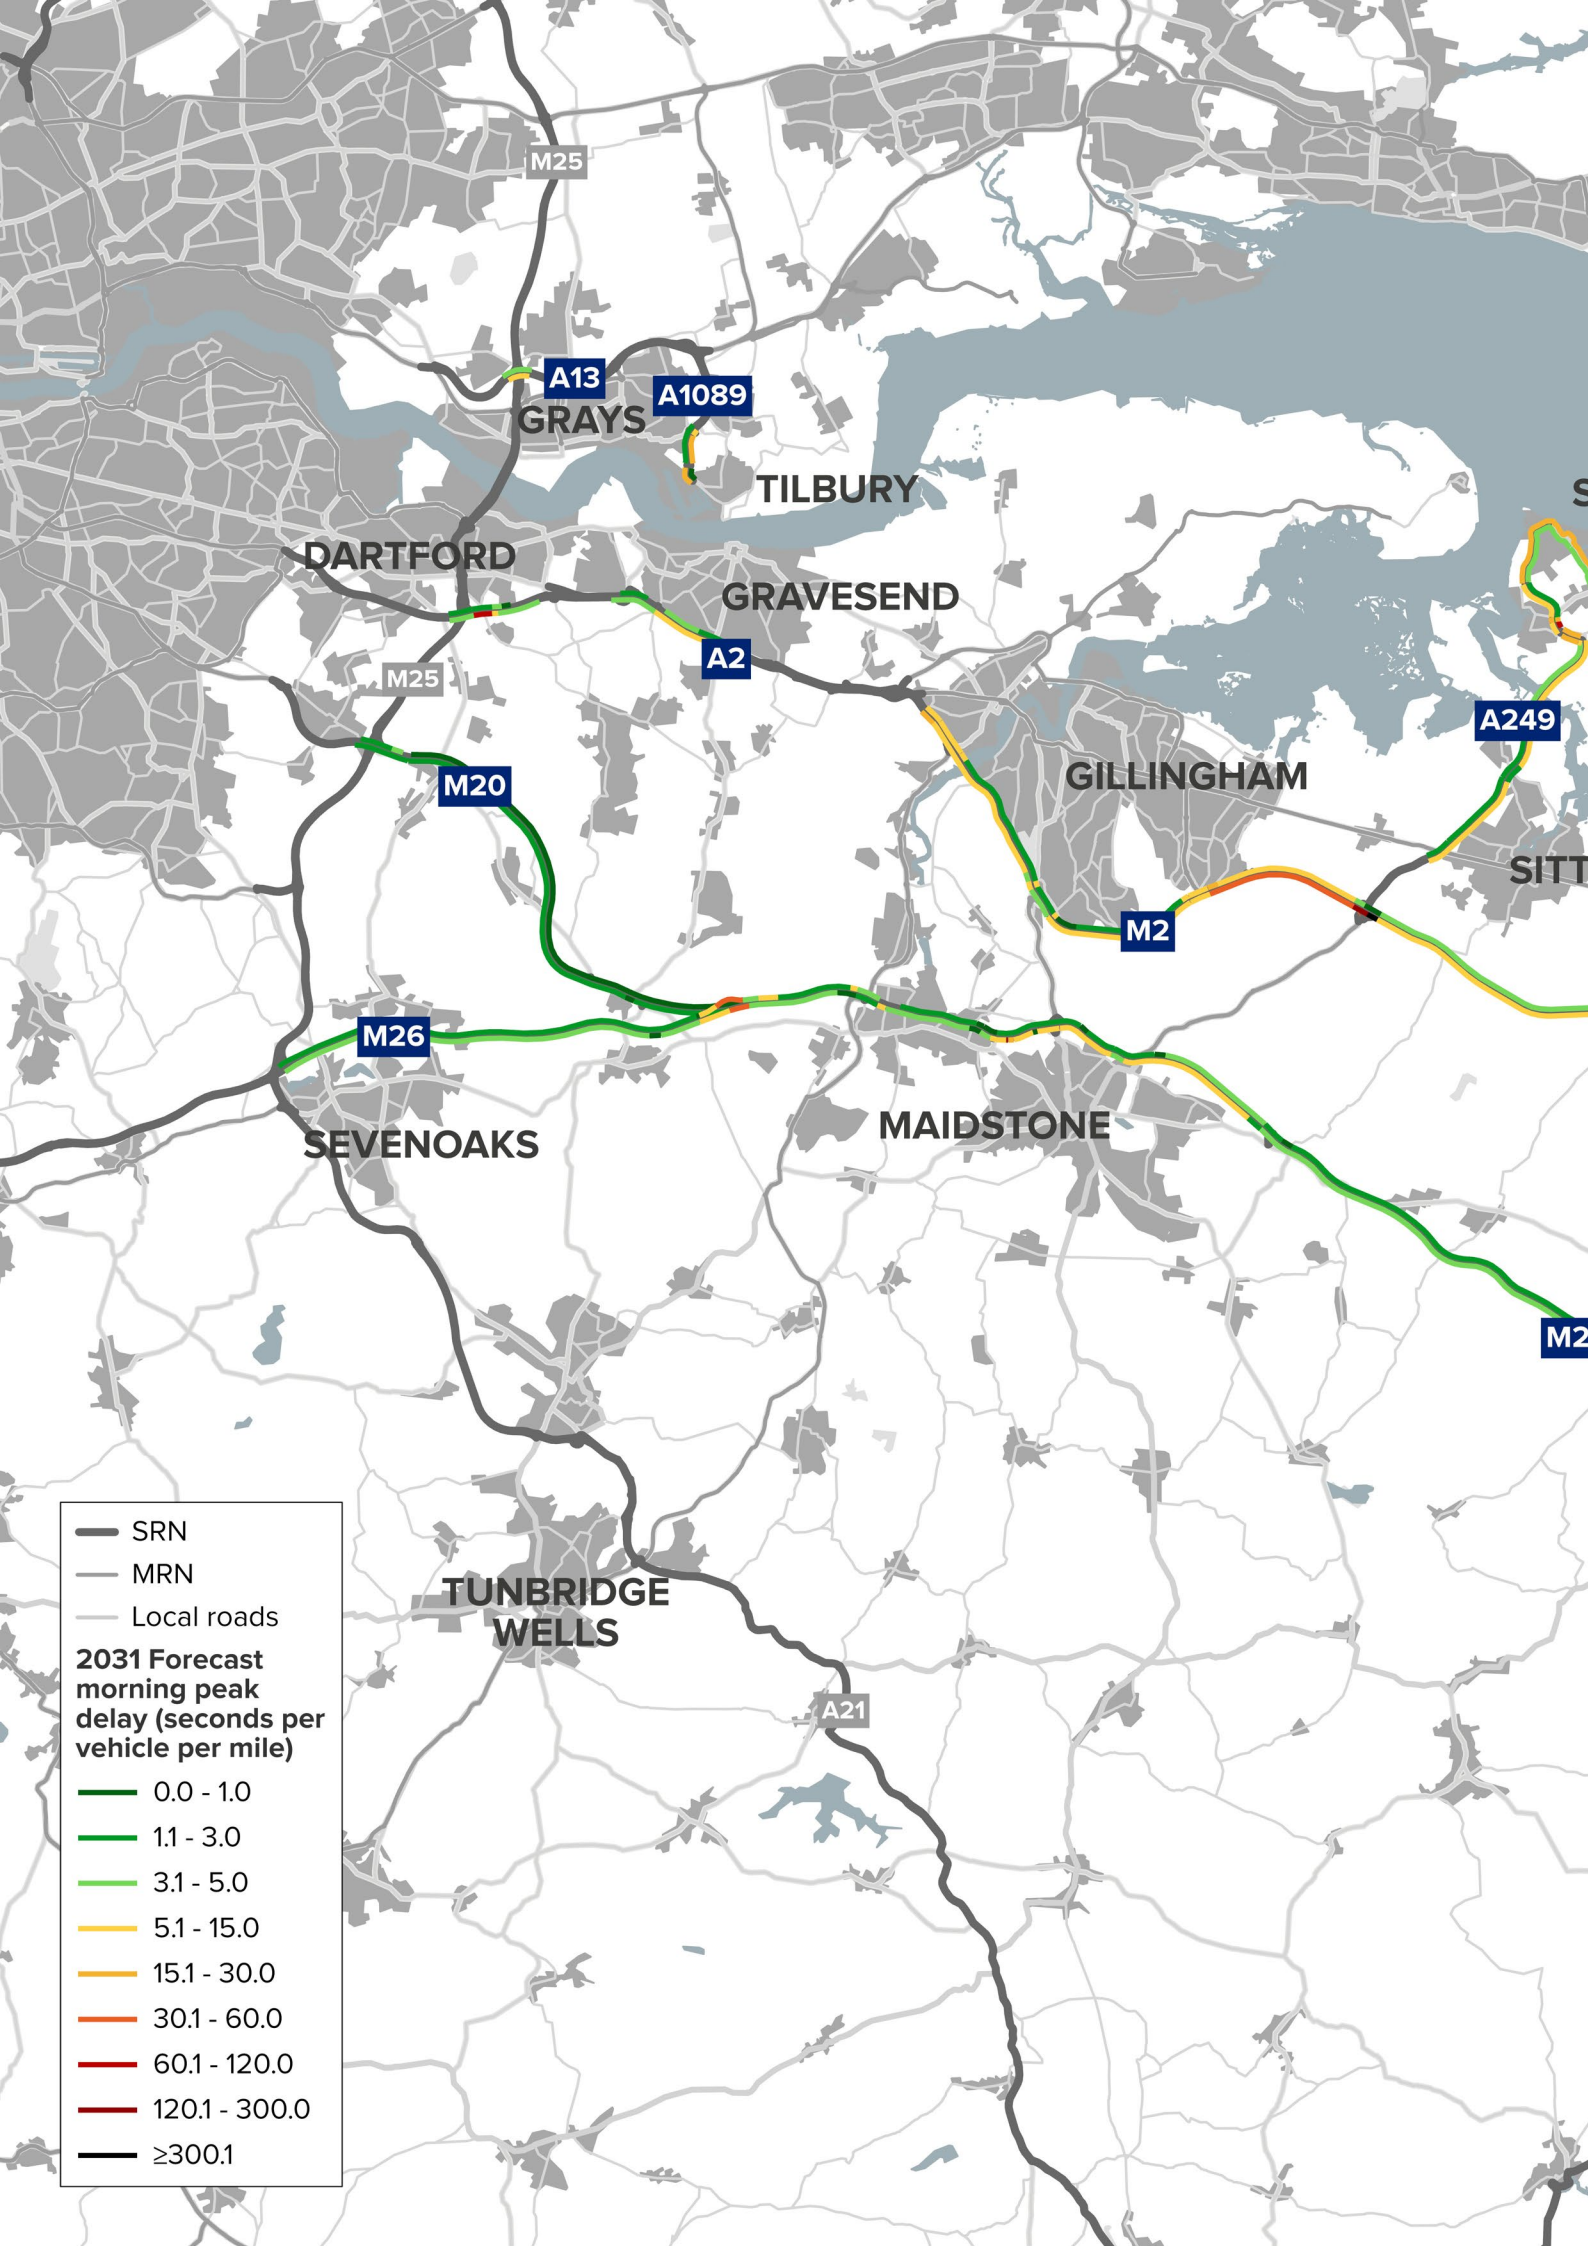 M25
A13
A1089
GRAYS
TILBURY
S
DARTFORD
GRAVESEND
A2
M25
A249
GILLINGHAM
M20
SITT
M2
M26
MAIDSTONE
SEVENOAKS
M2
SRN
MRN
Local roads
2031 Forecast
morning peak
delay (seconds per
vehicle per mile)
0.0 - 1.0
1.1 - 3.0
3.1 - 5.0
5.1 - 15.0
15.1 - 30.0
30.1 - 60.0
60.1 - 120.0
120.1 - 300.0
≥300.1
TUNBRIDGE
WELLS
A21